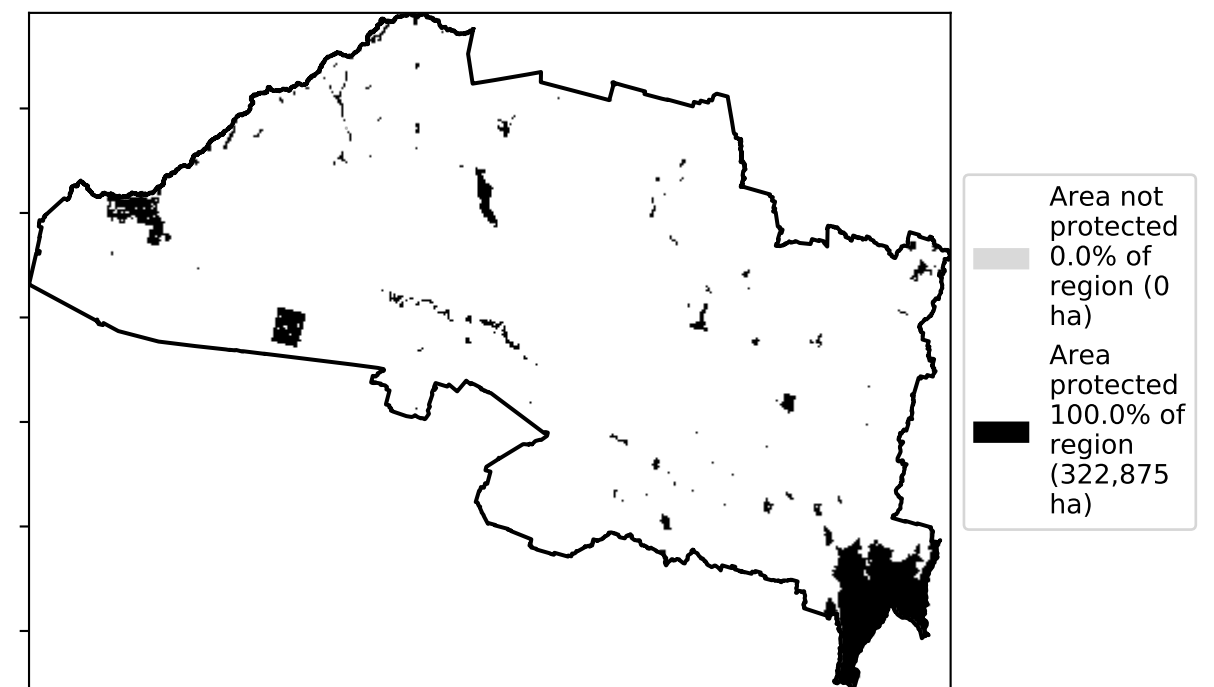 Area not
protected
0.0% of
region (0
ha)
Area
protected
100.0% of
region
(322,875
ha)